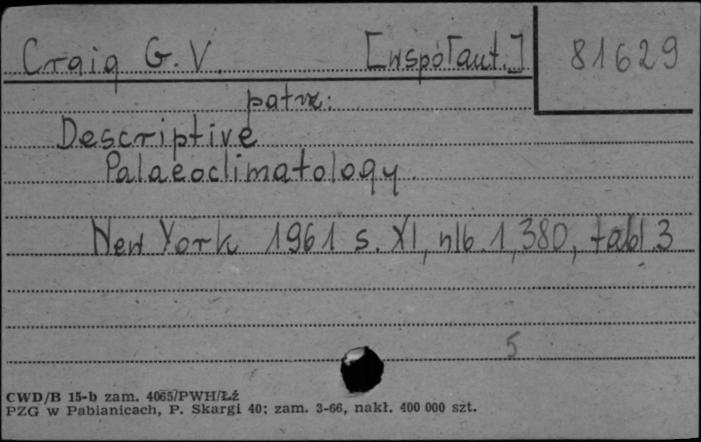 Craig G. V. [współaut.] 81629
patrz:
Descriptive
Palaeoclimatology
New York 1961 s. XI, nlb. 1, 380, tabl. 3
5
CWD/B 15-b zam. 4065/PWH/Łź
PZG w Pabianicach, P. Skargi 40; zam. 3-66, nakł. 400 000 szt.